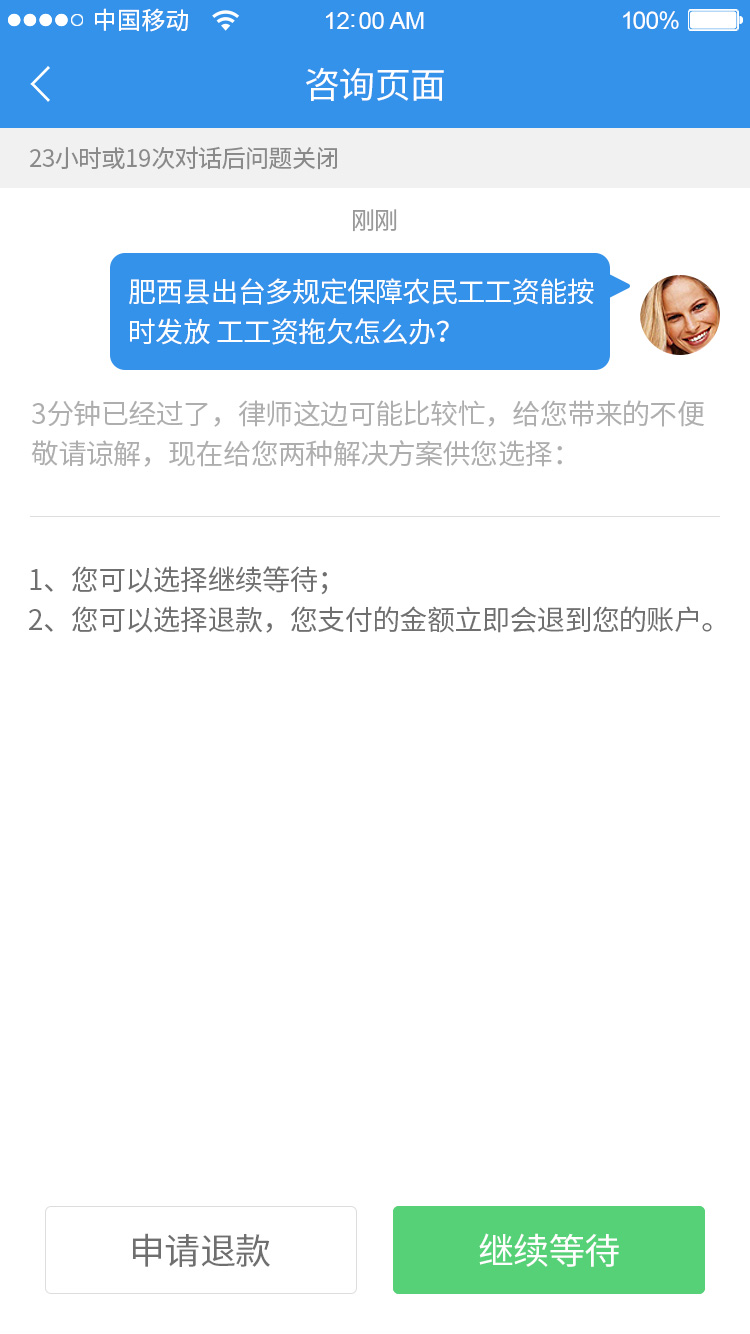 中国移动 12:00 AM 100%
咨询页面
23小时或19次对话后问题关闭
刚刚
肥西县出台多规定保障农民工工资能按
时发放 工工资拖欠怎么办？
3分钟已经过了，律师这边可能比较忙，给您带来的不便
敬请谅解，现在给您两种解决方案供您选择：
1、您可以选择继续等待；
2、您可以选择退款，您支付的金额立即会退到您的账户。
申请退款 继续等待